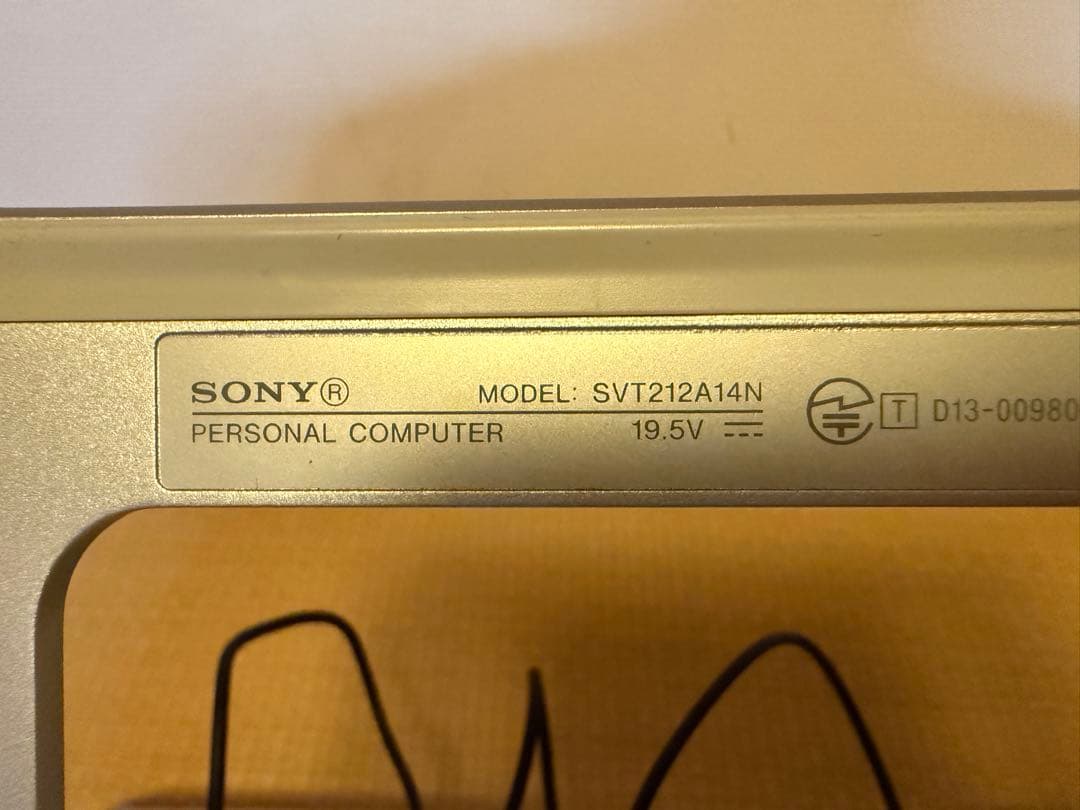 SONY® MODEL: SVT212A14N
PERSONAL COMPUTER 19.5V
T D13-00980